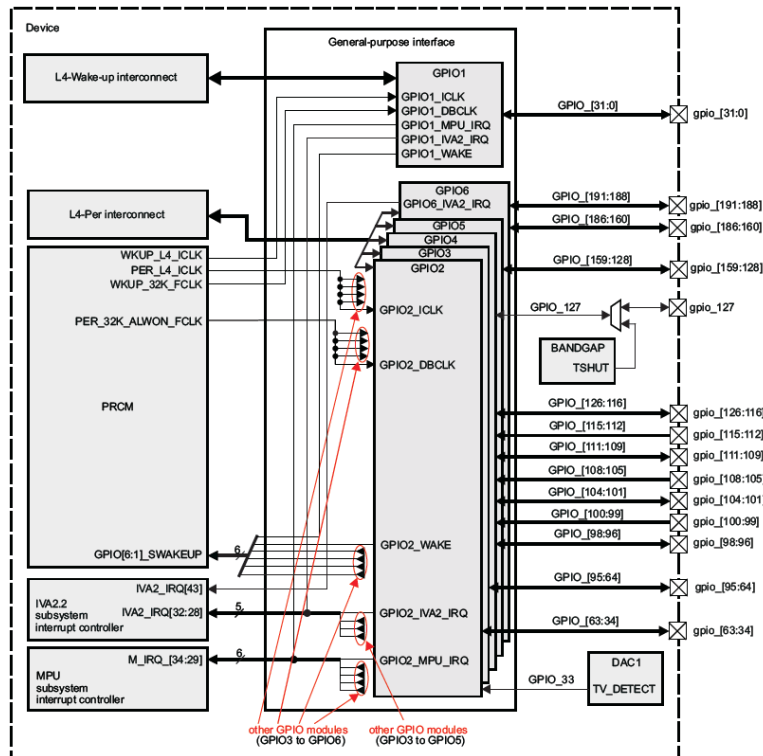 Device
General-purpose interface
L4-Wake-up interconnect
GPIO1
GPIO1_ICLK
GPIO1_DBCLK
GPIO1_MPU_IRQ
GPIO1_IVA2_IRQ
GPIO1_WAKE
GPIO_[31:0]
gpio_[31:0]
L4-Per interconnect
GPIO6
GPIO6_IVA2_IRQ
GPIO5
GPIO4
GPIO3
GPIO2
GPIO_[191:188]
gpio_[191:188]
GPIO_[186:160]
gpio_[186:160]
GPIO_[159:128]
gpio_[159:128]
WKUP_L4_ICLK
PER_L4_ICLK
WKUP_32K_FCLK
PER_32K_ALWON_FCLK
PRCM
GPIO[6:1]_SWAKEUP
6
GPIO2_ICLK
GPIO2_DBCLK
GPIO_127
gpio_127
BANDGAP
TSHUT
GPIO_[126:116]
gpio_[126:116]
GPIO_[115:112]
gpio_[115:112]
GPIO_[111:109]
gpio_[111:109]
GPIO_[108:105]
gpio_[108:105]
GPIO_[104:101]
gpio_[104:101]
GPIO_[100:99]
gpio_[100:99]
GPIO_[98:96]
gpio_[98:96]
GPIO2_WAKE
GPIO_[95:64]
gpio_[95:64]
IVA2_IRQ[43]
IVA2.2
subsystem
interrupt controller
IVA2_IRQ[32:28]
5
GPIO2_IVA2_IRQ
GPIO_[63:34]
gpio_[63:34]
M_IRQ_[34:29]
6
MPU
subsystem
interrupt controller
GPIO2_MPU_IRQ
GPIO_33
DAC1
TV_DETECT
other GPIO modules
(GPIO3 to GPIO6)
other GPIO modules
(GPIO3 to GPIO5)